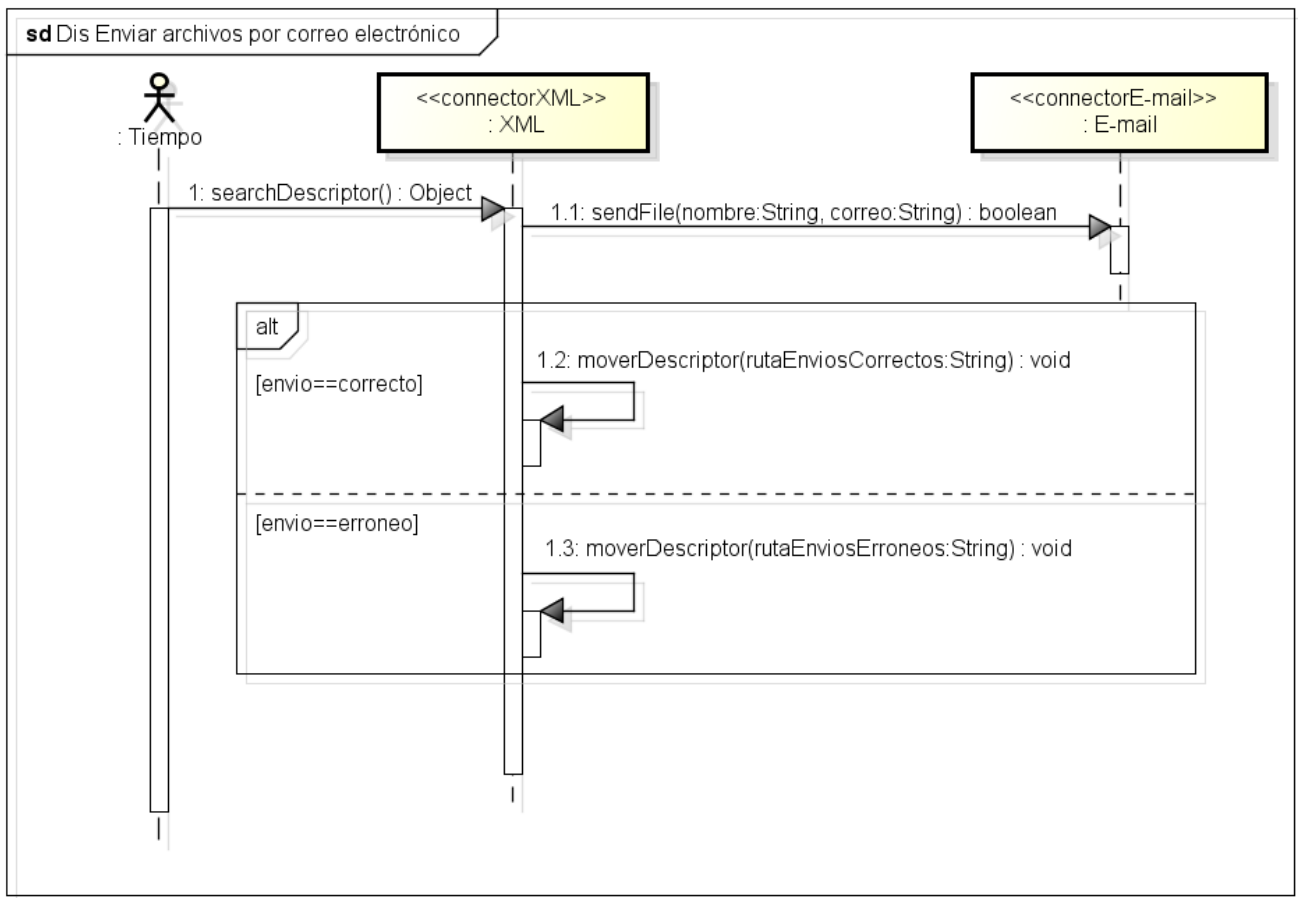 sd Dis Enviar archivos por correo electrónico
: Tiempo
<<connectorXML>>
: XML
<<connectorE-mail>>
: E-mail
1: searchDescriptor() : Object
1.1: sendFile(nombre:String, correo:String) : boolean
alt
1.2: moverDescriptor(rutaEnviosCorrectos:String) : void
[envio==correcto]
[envio==erroneo]
1.3: moverDescriptor(rutaEnviosErroneos:String) : void